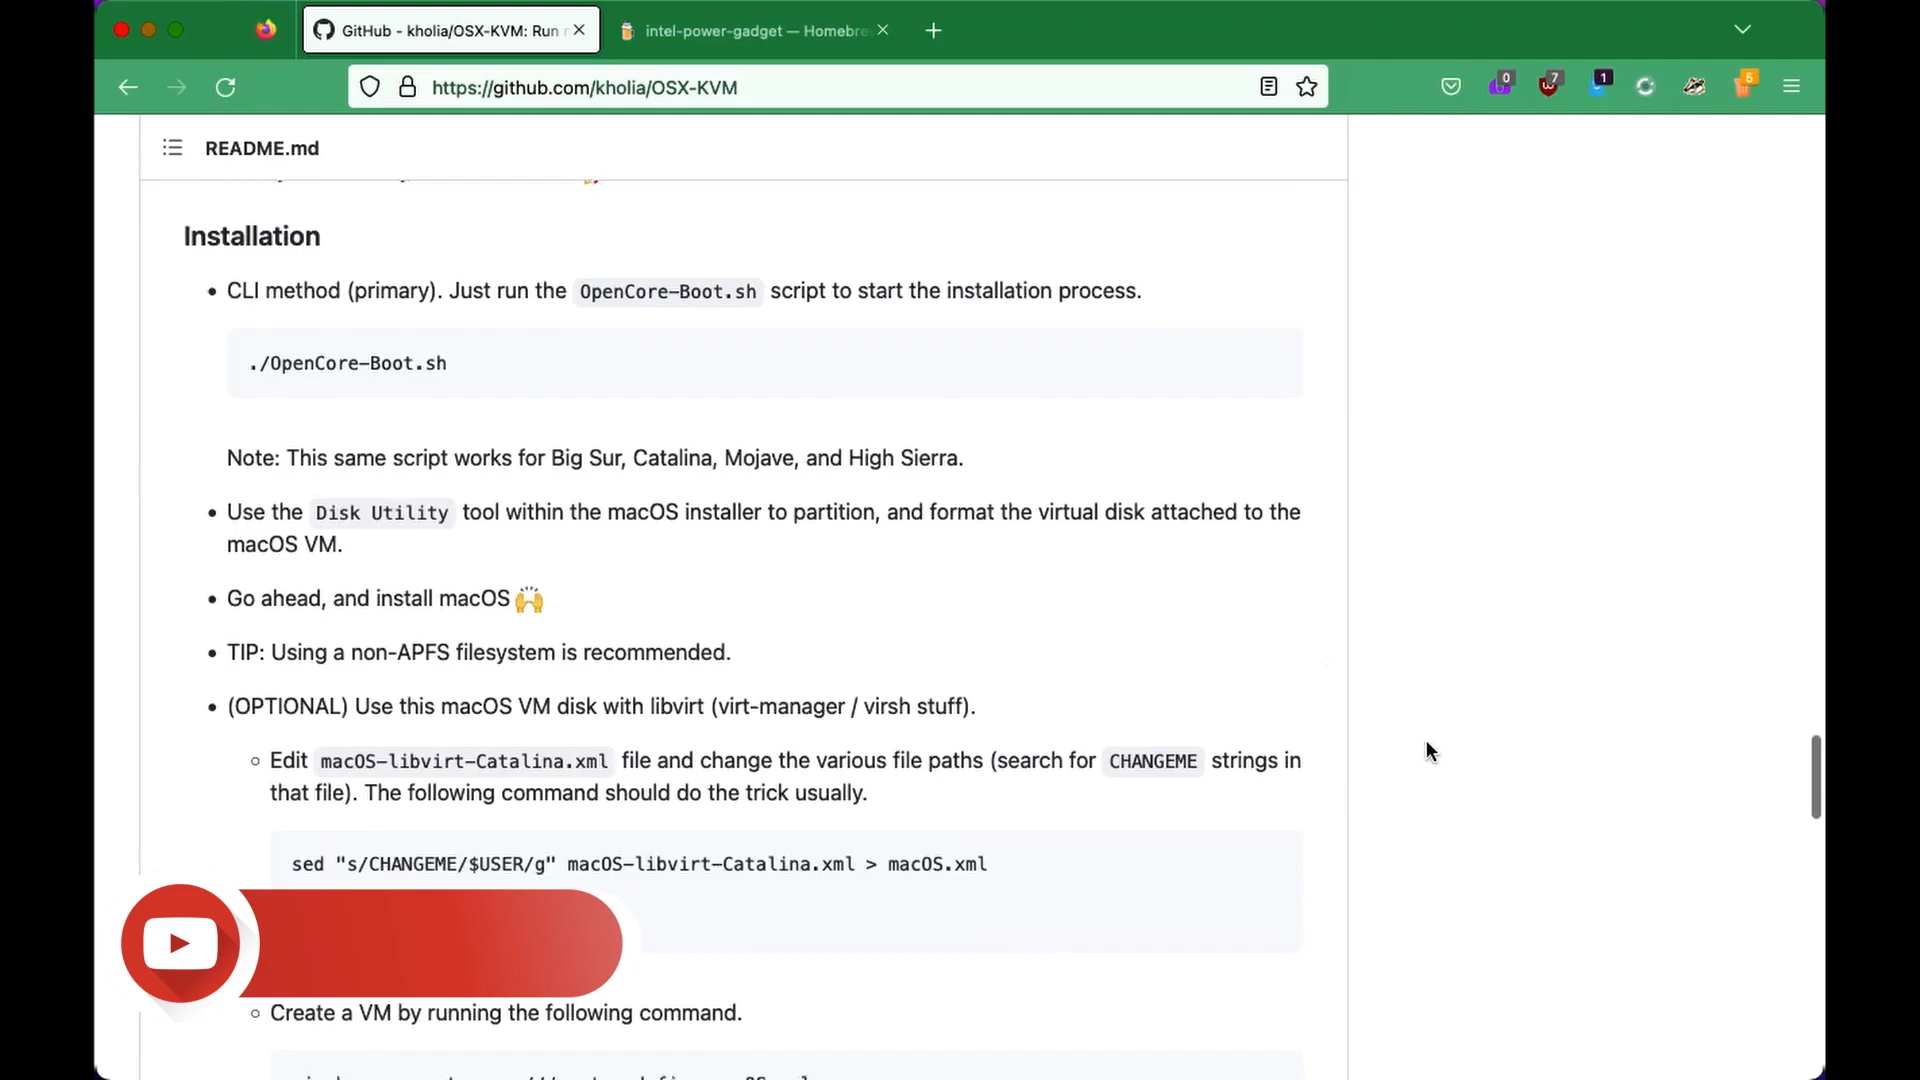 GitHub - kholia/OSX-KVM: Run
intel-power-gadget — Homebre
https://github.com/kholia/OSX-KVM
0
7
1
5
README.md
Installation
CLI method (primary). Just run the OpenCore-Boot.sh script to start the installation process.
./OpenCore-Boot.sh
Note: This same script works for Big Sur, Catalina, Mojave, and High Sierra.
Use the Disk Utility tool within the macOS installer to partition, and format the virtual disk attached to the
macOS VM.
Go ahead, and install macOS 🙌
TIP: Using a non-APFS filesystem is recommended.
(OPTIONAL) Use this macOS VM disk with libvirt (virt-manager / virsh stuff).
Edit macOS-libvirt-Catalina.xml file and change the various file paths (search for CHANGEME strings in
that file). The following command should do the trick usually.
sed "s/CHANGEME/$USER/g" macOS-libvirt-Catalina.xml > macOS.xml
Create a VM by running the following command.